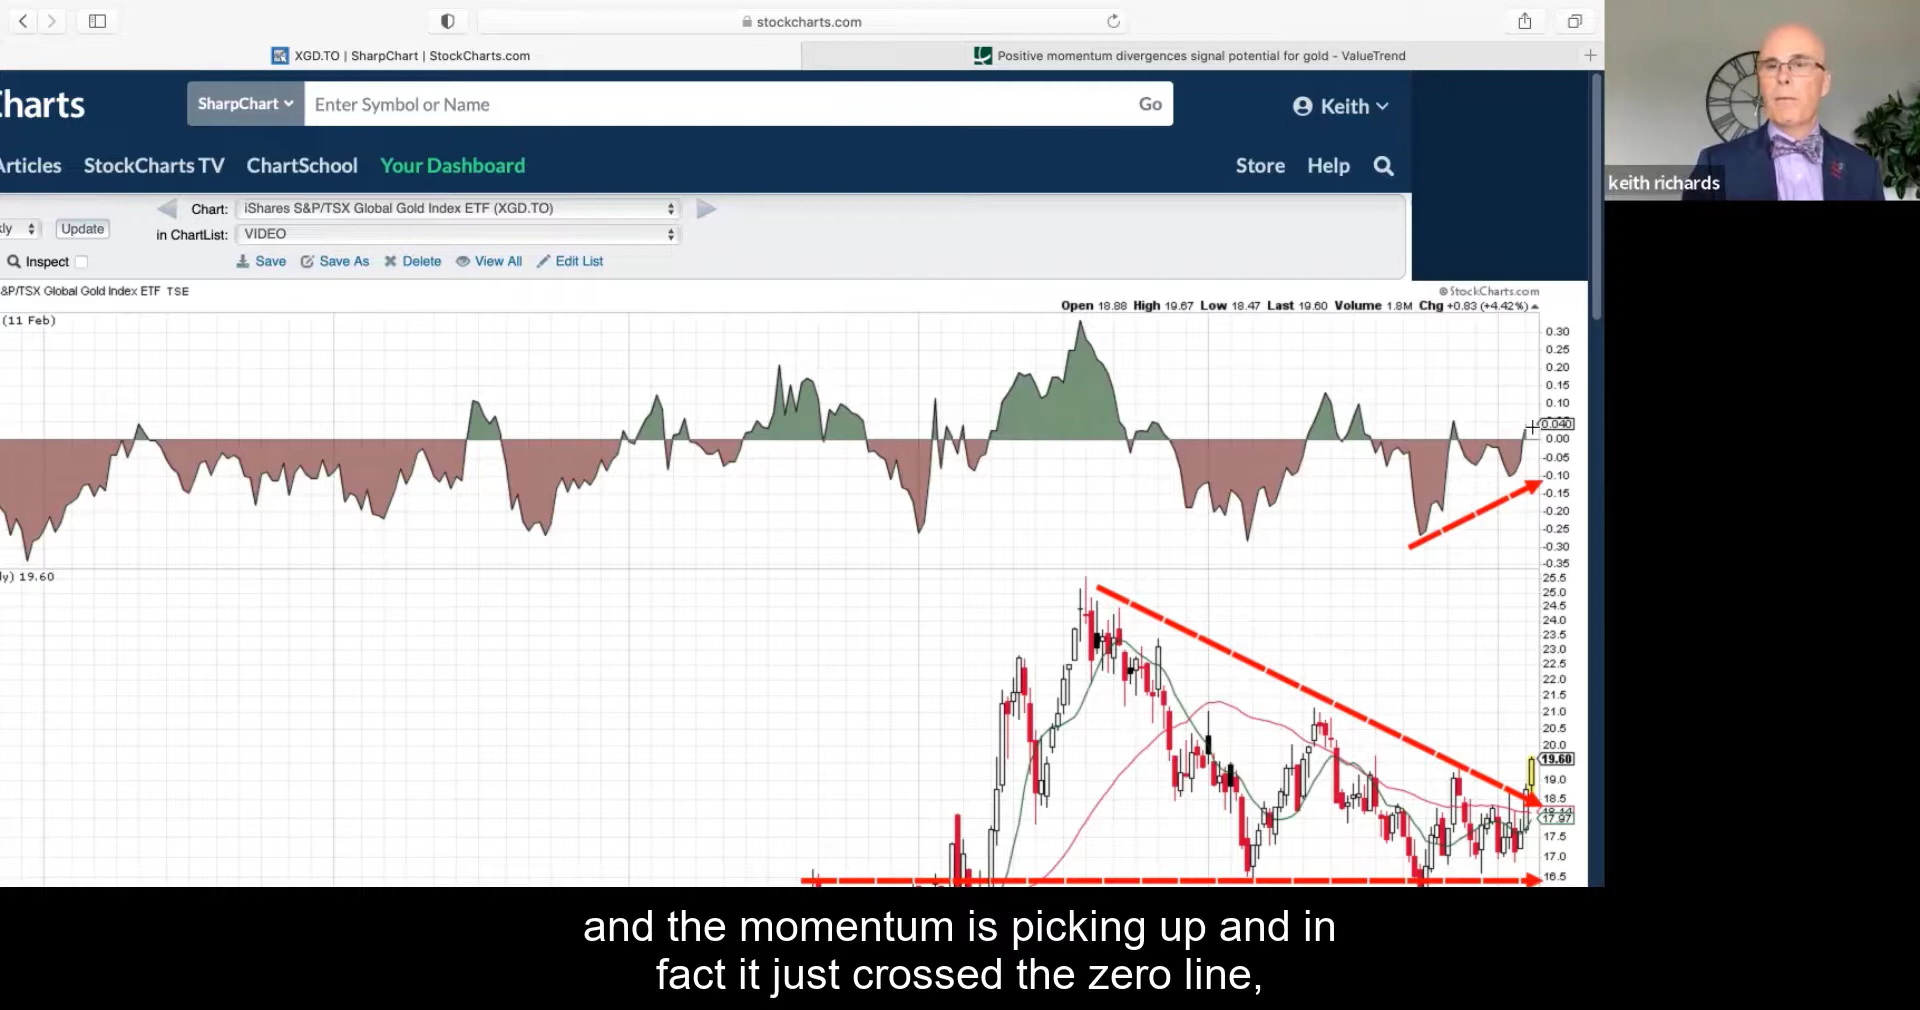 stockcharts.com
XGD.TO | SharpChart | StockCharts.com
Positive momentum divergences signal potential for gold - ValueTrend
Charts
SharpChart
Enter Symbol or Name
Go
Keith
Articles
StockCharts TV
ChartSchool
Your Dashboard
Store
Help
keith richards
Chart:
iShares S&P/TSX Global Gold Index ETF (XGD.TO)
Update
in ChartList:
VIDEO
Inspect
Save
Save As
Delete
View All
Edit List
&P/TSX Global Gold Index ETF TSE
© StockCharts.com
Open 18.88 High 19.67 Low 18.47 Last 19.60 Volume 1.8M Chg +0.83 (+4.42%)
(11 Feb)
0.30
0.25
0.20
0.15
0.10
0.040
0.00
-0.05
-0.10
-0.15
-0.20
-0.25
-0.30
-0.35
ly) 19.60
25.5
25.0
24.5
24.0
23.5
23.0
22.5
22.0
21.5
21.0
20.5
20.0
19.60
19.0
18.5
17.97
17.5
17.0
16.5
and the momentum is picking up and in
fact it just crossed the zero line,